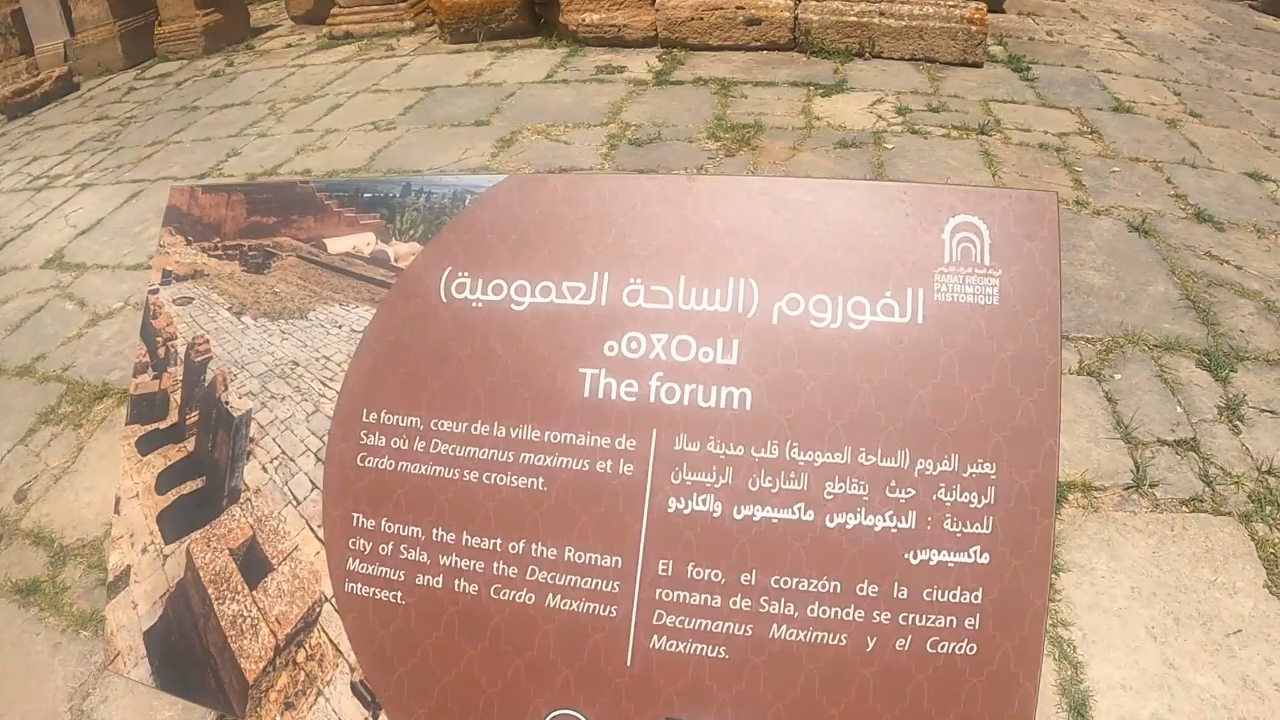 الفوروم (الساحة العمومية)
ⴰⵙⴳⵔⴰⵡ
The forum
RABAT RÉGION
PATRIMOINE
HISTORIQUE
Le forum, cœur de la ville romaine de
Sala où le Decumanus maximus et le
Cardo maximus se croisent.
The forum, the heart of the Roman
city of Sala, where the Decumanus
Maximus and the Cardo Maximus
intersect.
يعتبر الفروم (الساحة العمومية) قلب مدينة سالا
الرومانية، حيث يتقاطع الشارعان الرئيسيان
للمدينة : الديكومانوس ماكسيموس والكاردو
ماكسيموس.
El foro, el corazón de la ciudad
romana de Sala, donde se cruzan el
Decumanus Maximus y el Cardo
Maximus.